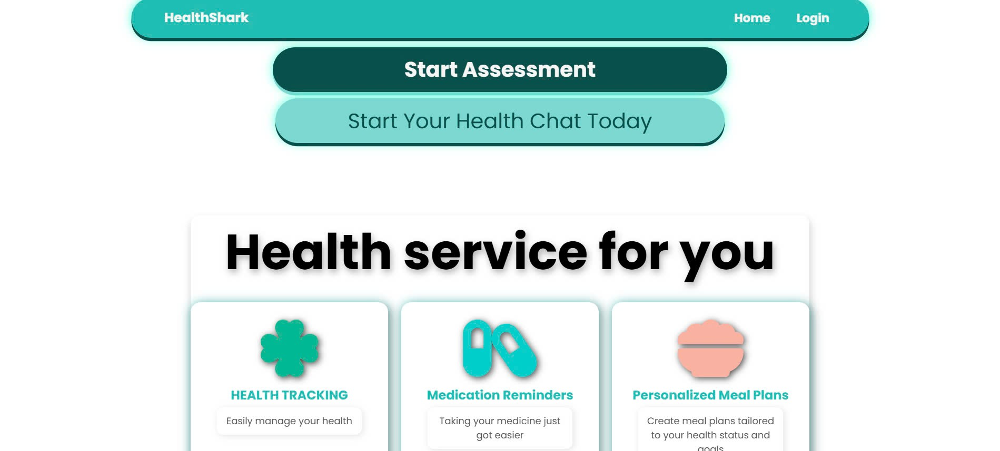 HealthShark
Home
Login
Start Assessment
Start Your Health Chat Today
Health service for you
HEALTH TRACKING
Easily manage your health
Medication Reminders
Taking your medicine just
got easier
Personalized Meal Plans
Create meal plans tailored
to your health status and
goals